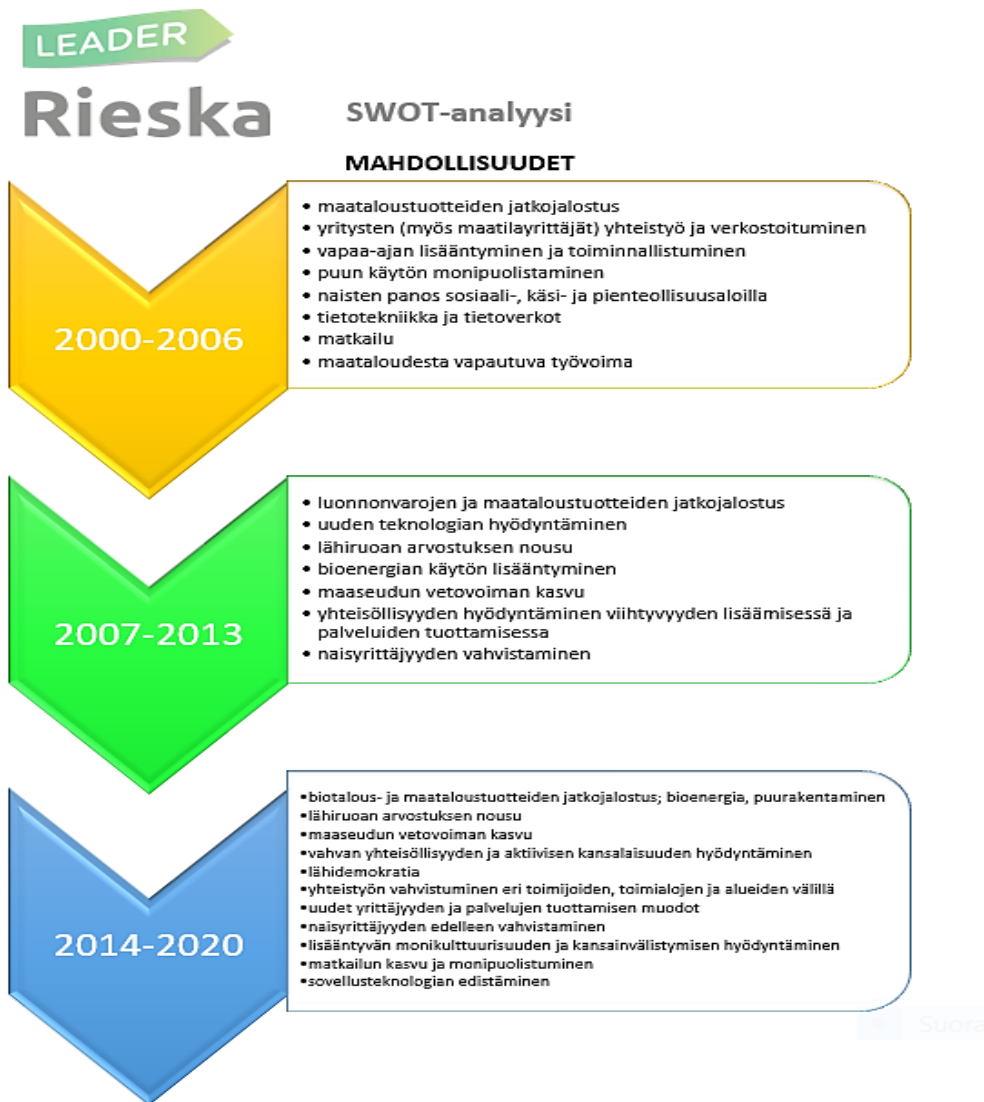 LEADER
Rieska
SWOT-analyysi
MAHDOLLISUUDET
2000-2006
• maataloustuotteiden jatkojalostus
• yritysten (myös maatilayrittäjät) yhteistyö ja verkostoituminen
• vapaa-ajan lisääntyminen ja toiminnallistuminen
• puun käytön monipuolistaminen
• naisten panos sosiaali-, käsi- ja pienteollisuusaloilla
• tietotekniikka ja tietoverkot
• matkailu
• maataloudesta vapautuva työvoima
2007-2013
• luonnonvarojen ja maataloustuotteiden jatkojalostus
• uuden teknologian hyödyntäminen
• lähiruoan arvostuksen nousu
• bioenergian käytön lisääntyminen
• maaseudun vetovoiman kasvu
• yhteisöllisyyden hyödyntäminen viihtyvyyden lisäämisessä ja
palveluiden tuottamisessa
• naisyrittäjyyden vahvistaminen
2014-2020
•biotalous- ja maataloustuotteiden jatkojalostus; bioenergia, puurakentaminen
•lähiruoan arvostuksen nousu
•maaseudun vetovoiman kasvu
•vahvan yhteisöllisyyden ja aktiivisen kansalaisuuden hyödyntäminen
•lähidemokratia
•yhteistyön vahvistuminen eri toimijoiden, toimialojen ja alueiden välillä
•uudet yrittäjyyden ja palvelujen tuottamisen muodot
•naisyrittäjyyden edelleen vahvistaminen
•lisääntyvän monikulttuurisuuden ja kansainvälistymisen hyödyntäminen
•matkailun kasvu ja monipuolistuminen
•sovellusteknologian edistäminen